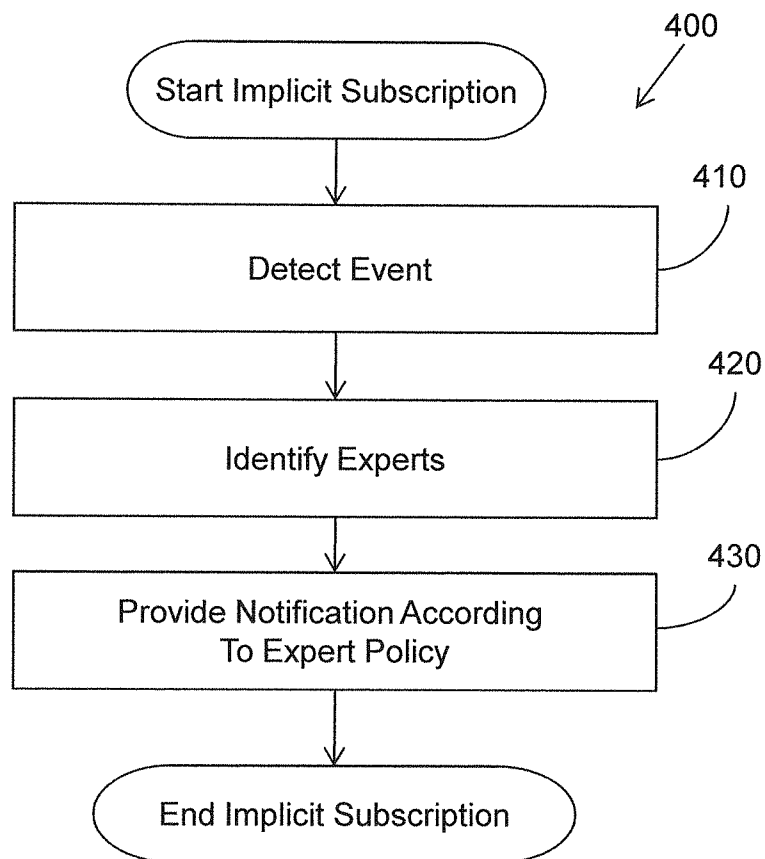 400
Start Implicit Subscription
410
Detect Event
420
Identify Experts
430
Provide Notification According
To Expert Policy
End Implicit Subscription